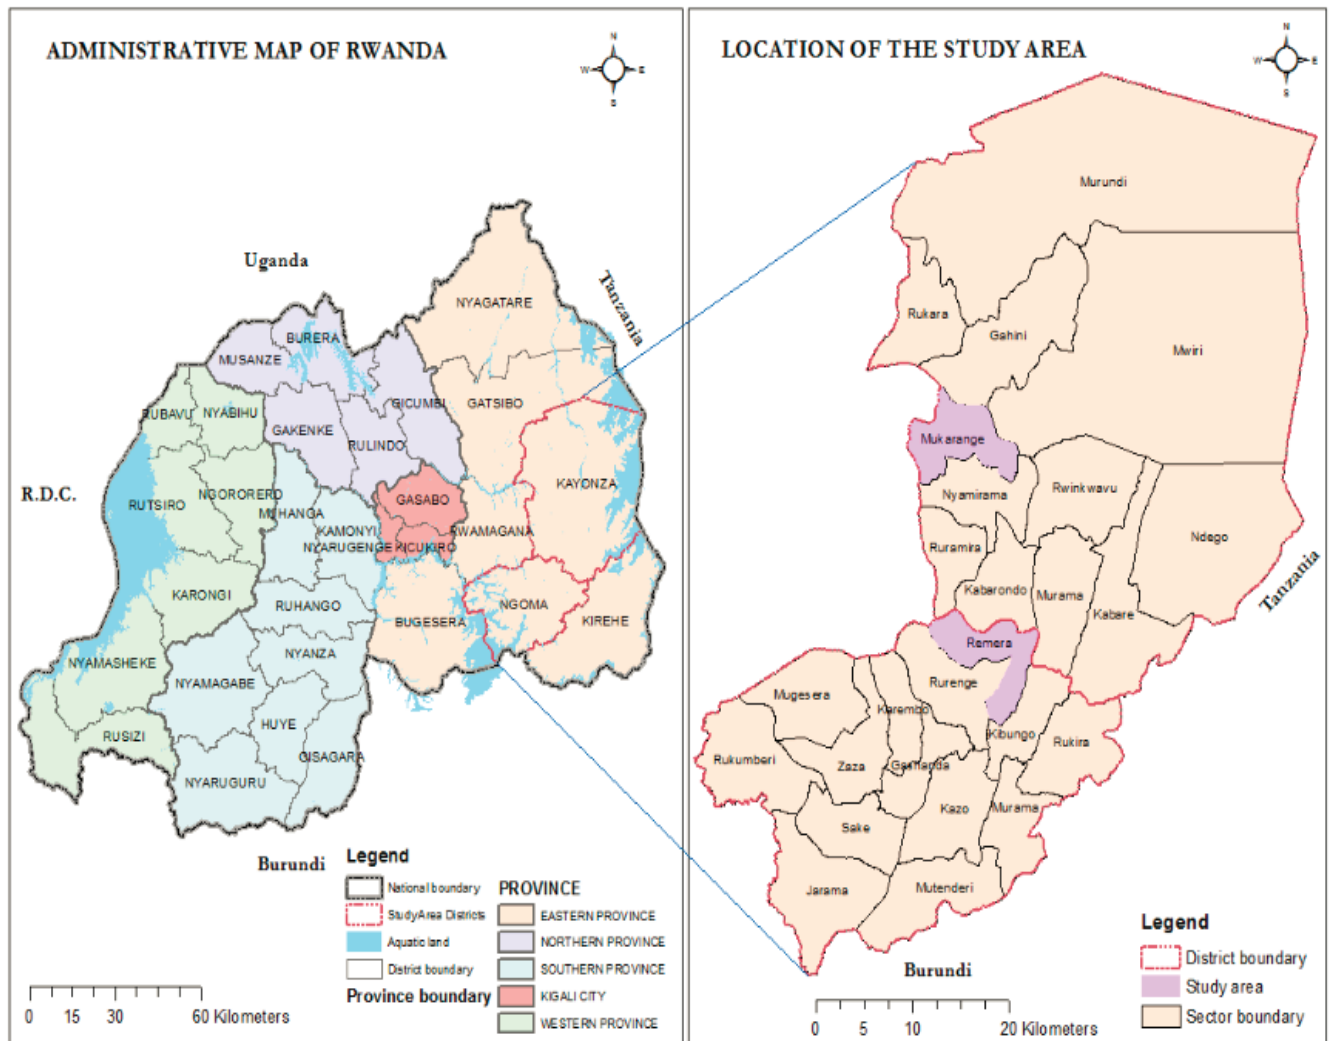 ADMINISTRATIVE MAP OF RWANDA
N
W
E
S
Uganda
Tanzania
NYAGATARE
BURERA
MUSANZE
GICUMBI
GATSIBO
RUBAVU
NYABIHU
GAKENKE
RULINDO
KAYONZA
R.D.C.
RUTSIRO
NGORORERO
MUHANGA
GASABO
KAMONYI
RWAMAGANA
NYARUGENGE
KICUKIRO
KARONGI
RUHANGO
NGOMA
BUGESERA
KIREHE
NYANZA
NYAMASHEKE
NYAMAGABE
HUYE
RUSIZI
GISAGARA
NYARUGURU
Burundi
Legend
National boundary
StudyArea Districts
Aquatic land
District boundary
Province boundary
PROVINCE
EASTERN PROVINCE
NORTHERN PROVINCE
SOUTHERN PROVINCE
KIGALI CITY
WESTERN PROVINCE
0 15 30 60 Kilometers
LOCATION OF THE STUDY AREA
N
W
E
S
Murundi
Rukara
Gahini
Mwiri
Mukarange
Nyamirama
Rwinkwavu
Ndego
Ruramira
Kabarondo
Murama
Kabare
Tanzania
Remera
Rurenge
Mugesera
Karembo
Kibungo
Rukira
Rukumberi
Zaza
Gashanda
Kazo
Murama
Sake
Jarama
Mutenderi
Burundi
Legend
District boundary
Study area
Sector boundary
0 5 10 20 Kilometers